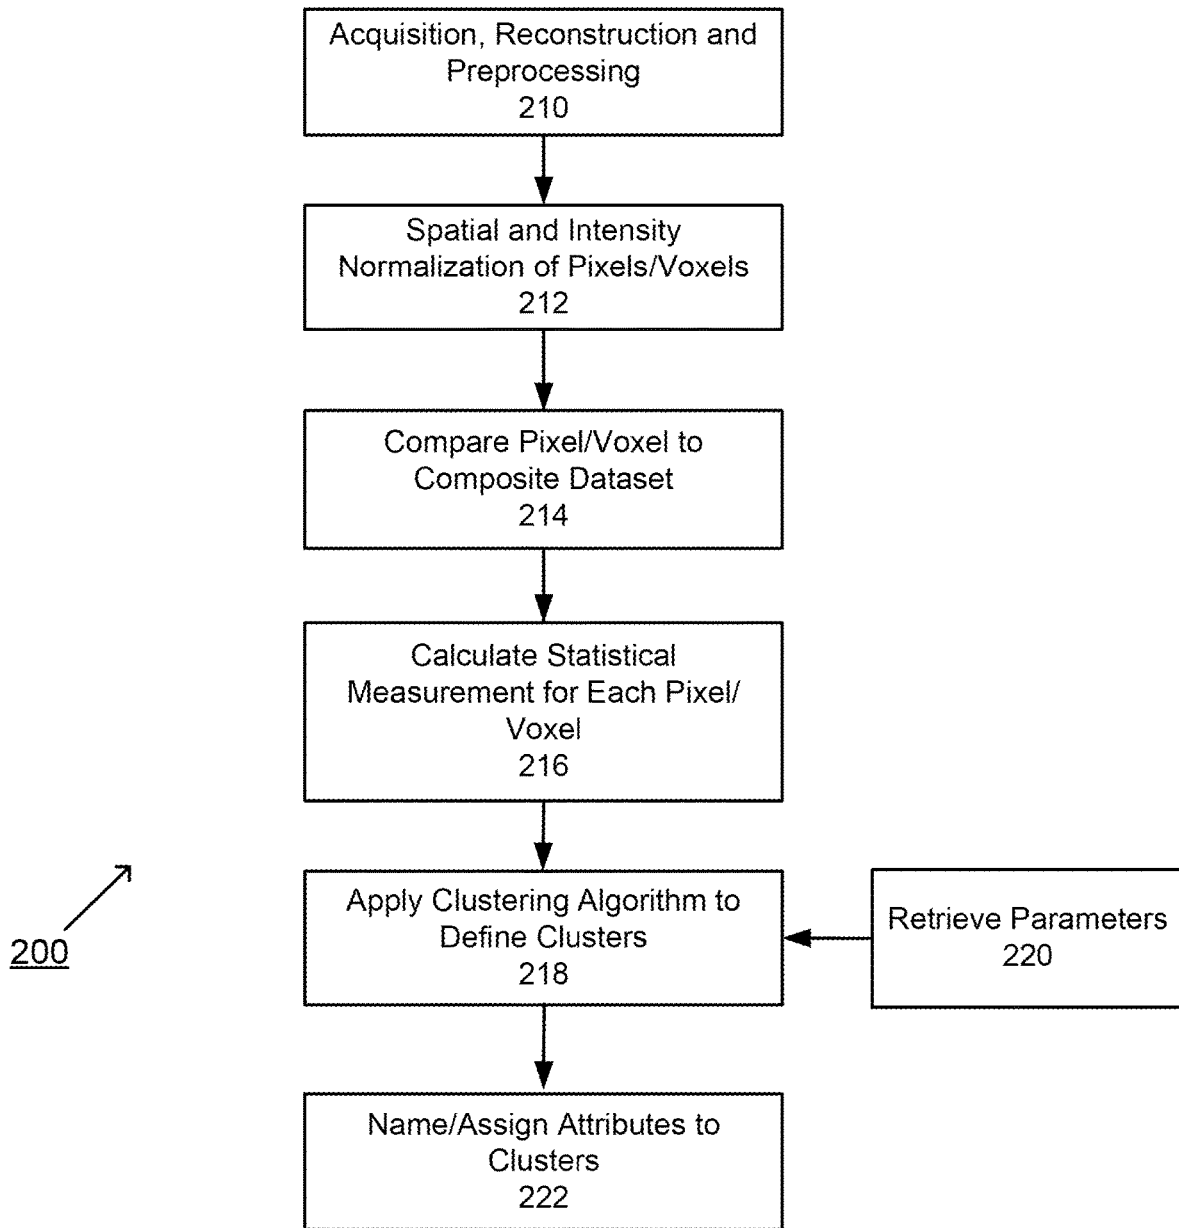 Acquisition, Reconstruction and
Preprocessing
210
Spatial and Intensity
Normalization of Pixels/Voxels
212
Compare Pixel/Voxel to
Composite Dataset
214
Calculate Statistical
Measurement for Each Pixel/
Voxel
216
Apply Clustering Algorithm to
Define Clusters
218
Retrieve Parameters
220
200
Name/Assign Attributes to
Clusters
222